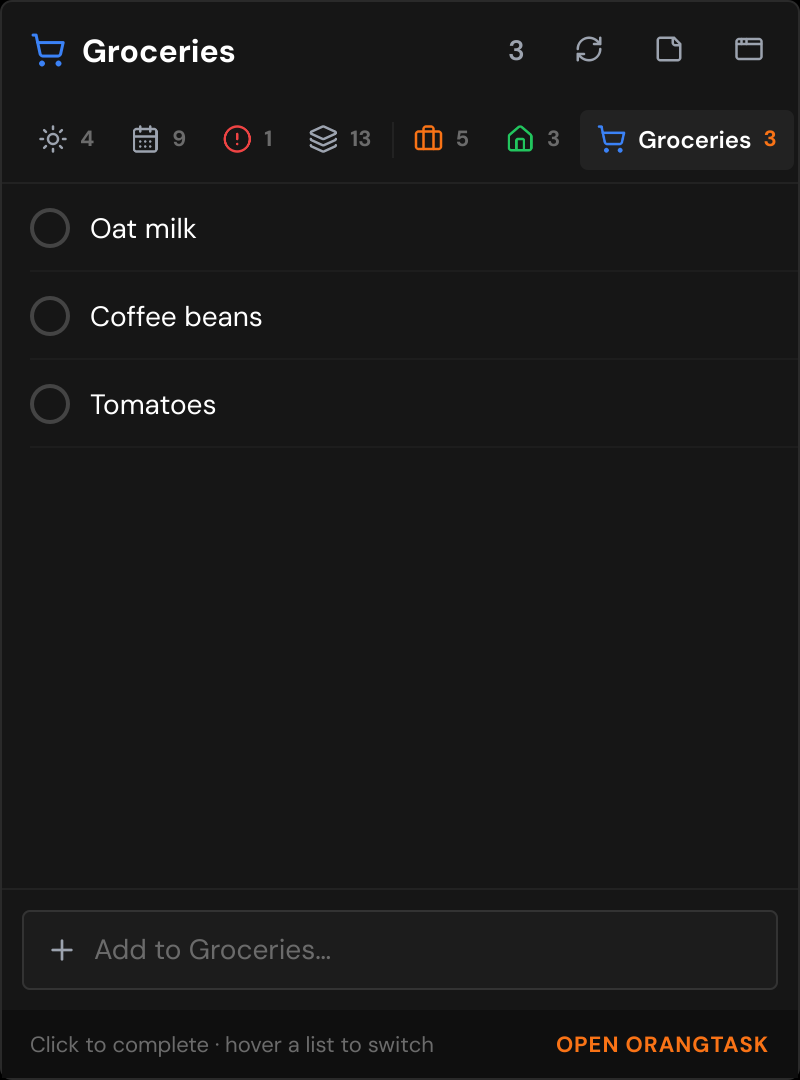 Groceries 3
4 9 1 13 5 3 Groceries 3
Oat milk
Coffee beans
Tomatoes
Add to Groceries...
Click to complete · hover a list to switch OPEN ORANGTASK